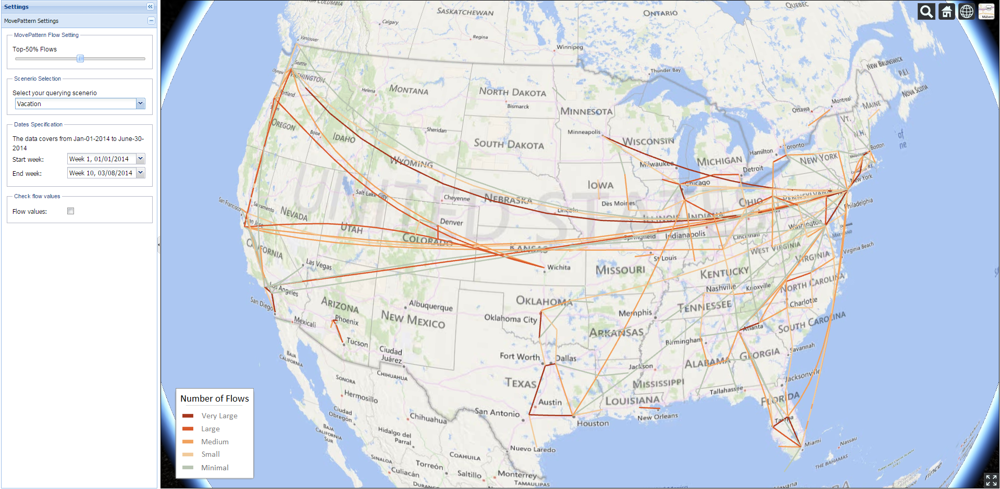 Settings
MovePattern Settings
MovePattern Flow Setting
Top-50% Flows
Scenerio Selection
Select your querying scenerio
Vacation
Dates Specification
The data covers from Jan-01-2014 to June-30-
2014
Start week:
Week 1, 01/01/2014
End week:
Week 10, 03/08/2014
Check flow values
Flow values:
SASKATCHEWAN
ONTARIO
QUEBEC
Malvern
Calgary
Regina
Winnipeg
Vancouver
Thunder Bay
NEW BRUNSWICK
P.E.I.
NOVA SCOTIA
Seattle
Olympia
WASHINGTON
Portland
Helena
MONTANA
NORTH DAKOTA
Bismarck
MINNESOTA
Minneapolis
Montreal
Ottawa
MAINE
VT.
N.H.
OREGON
Boise
IDAHO
Sheridan
SOUTH DAKOTA
WISCONSIN
Toronto
Hamilton
Boston
of
ne
WYOMING
Milwaukee
MICHIGAN
Detroit
NEW YORK
R.I.
New York
UNITED STATES
Salt Lake City
Cheyenne
NEBRASKA
Lincoln
IOWA
Des Moines
Chicago
OHIO
PENNSYLVANIA
Philadelphia
San Francisco
Sacramento
San Jose
NEVADA
UTAH
Denver
COLORADO
KANSAS
ILLINOIS
INDIANA
Springfield
Indianapolis
Cincinnati
Washington
MARYLAND
CALIFORNIA
Las Vegas
Wichita
MISSOURI
St Louis
WEST VIRGINIA
VIRGINIA
Virginia Beach
KENTUCKY
Los Angeles
San Diego
Mexicali
ARIZONA
Phoenix
Tucson
Albuquerque
NEW MEXICO
OKLAHOMA
Oklahoma City
Nashville
Knoxville
NORTH CAROLINA
Charlotte
TENNESSEE
Memphis
ARKANSAS
SOUTH CAROLINA
Atlanta
Birmingham
ALABAMA
GEORGIA
Savannah
BAJA
CALIFORNIA
Ciudad
Juárez
Fort Worth
Dallas
Jackson
MISSISSIPPI
Jacksonville
Tallahassee
FLORIDA
SONORA
CHIHUAHUA
TEXAS
Austin
LOUISIANA
New Orleans
Houston
San Antonio
Tampa
Miami
Nassau
THE BAHAMAS
Hermosillo
Ciudad
Obregón
Chihuahua
BAJA
CALIFORNIA
SUR
Hidalgo del
Parral
Nuevo Laredo
SINALOA
COAHUILA
Torreón
Culiacán
Saltillo
Monterrey
TAMAULIPAS
Number of Flows
Very Large
Large
Medium
Small
Minimal